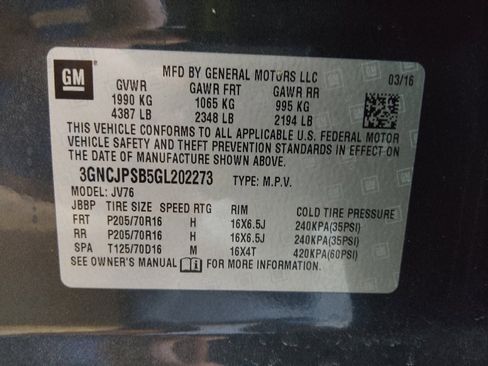 GM
MFD BY GENERAL MOTORS LLC
03/16
GVWR GAWR FRT GAWR RR
1990 KG 1065 KG 995 KG
4387 LB 2348 LB 2194 LB
THIS VEHICLE CONFORMS TO ALL APPLICABLE U.S. FEDERAL MOTOR
VEHICLE SAFETY AND THEFT PREVENTION STANDARDS IN EFFECT ON
THE DATE OF MANUFACTURE SHOWN ABOVE.
3GNCJPSB5GL202273 TYPE: M.P.V.
MODEL: JV76
JBBP TIRE SIZE SPEED RTG RIM COLD TIRE PRESSURE
FRT P205/70R16 H 16X6.5J 240KPA(35PSI)
RR P205/70R16 H 16X6.5J 240KPA(35PSI)
SPA T125/70D16 M 16X4T 420KPA(60PSI)
SEE OWNER'S MANUAL FOR MORE INFORMATION.